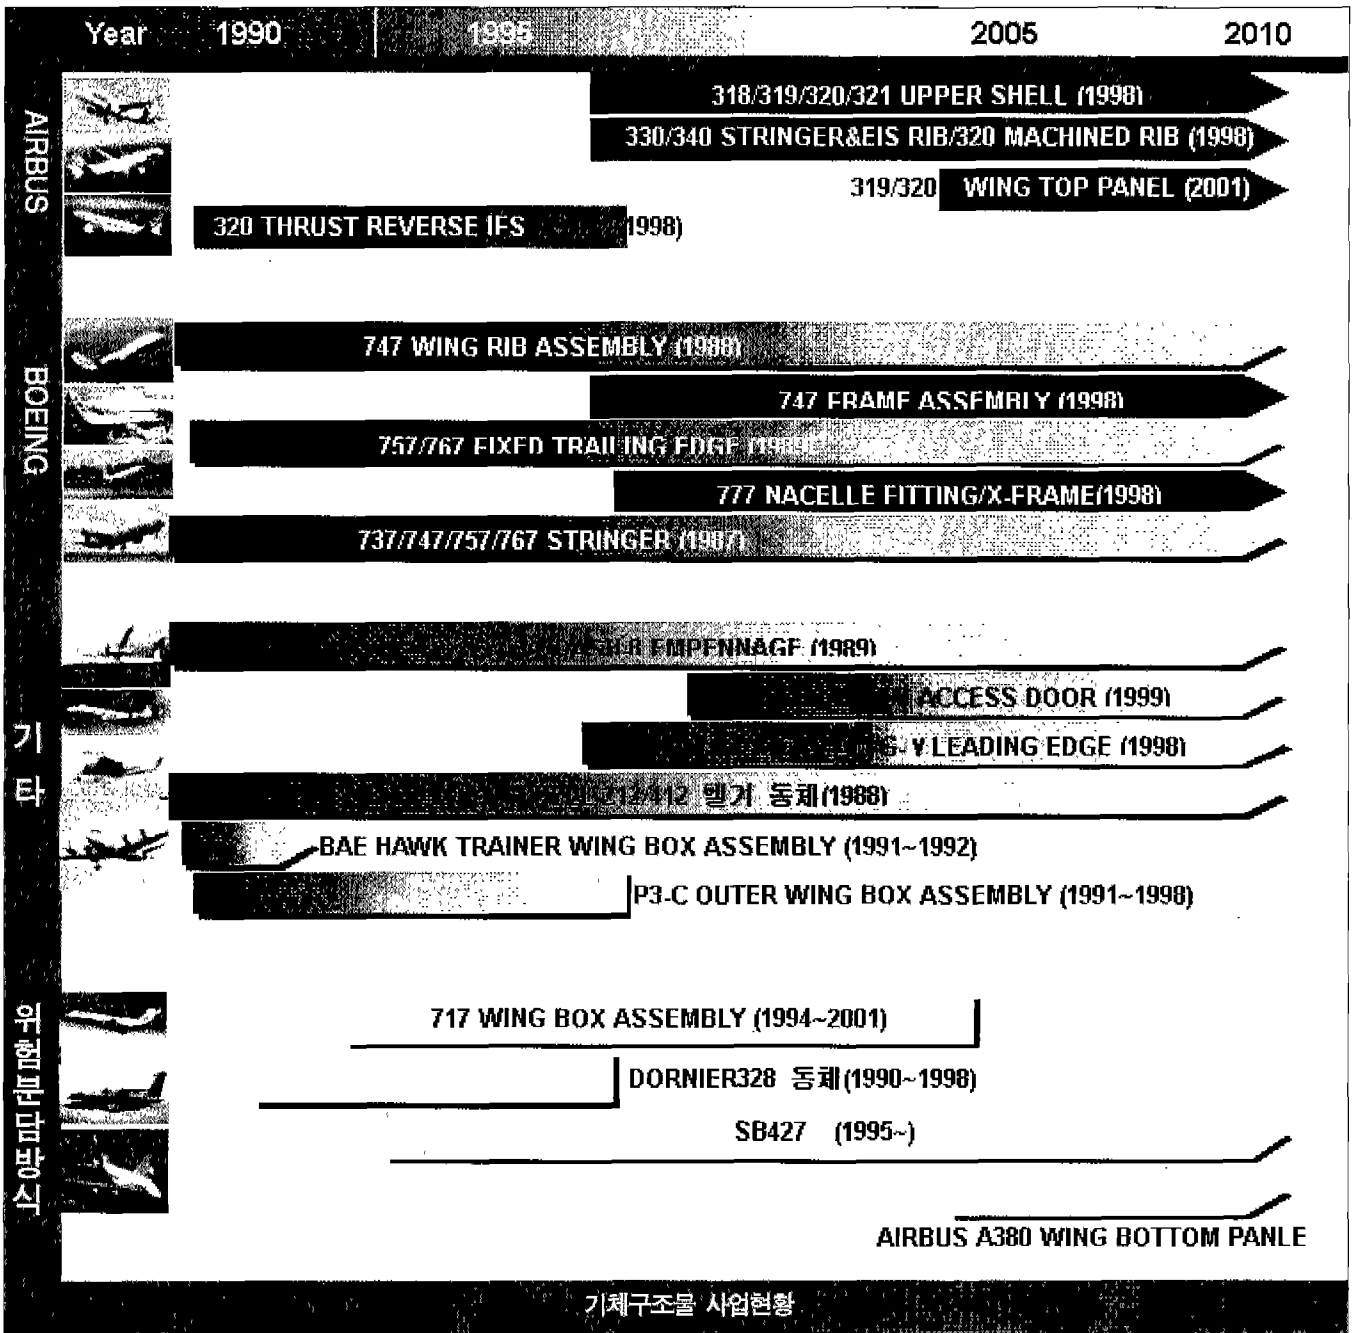 Year 1990 1995 2005 2010
AIRBUS
318/319/320/321 UPPER SHELL (1998)
330/340 STRINGER&EIS RIB/320 MACHINED RIB (1998)
319/320 WING TOP PANEL (2001)
320 THRUST REVERSE IFS 1998)
BOEING
747 WING RIB ASSEMBLY (1988)
747 FRAME ASSEMBLY (1998)
757/767 FIXED TRAILING EDGE (1989)
777 NACELLE FITTING/X-FRAME(1998)
737/747/757/767 STRINGER (1987)
기타
EMPENNAGE (1989)
ACCESS DOOR (1999)
G-V LEADING EDGE (1998)
212/412 벨기 동체(1988)
BAE HAWK TRAINER WING BOX ASSEMBLY (1991~1992)
P3-C OUTER WING BOX ASSEMBLY (1991~1998)
위험분담방식
717 WING BOX ASSEMBLY (1994~2001)
DORNIER328 동체(1990~1998)
SB427 (1995~)
AIRBUS A380 WING BOTTOM PANLE
기체구조물 사업현황